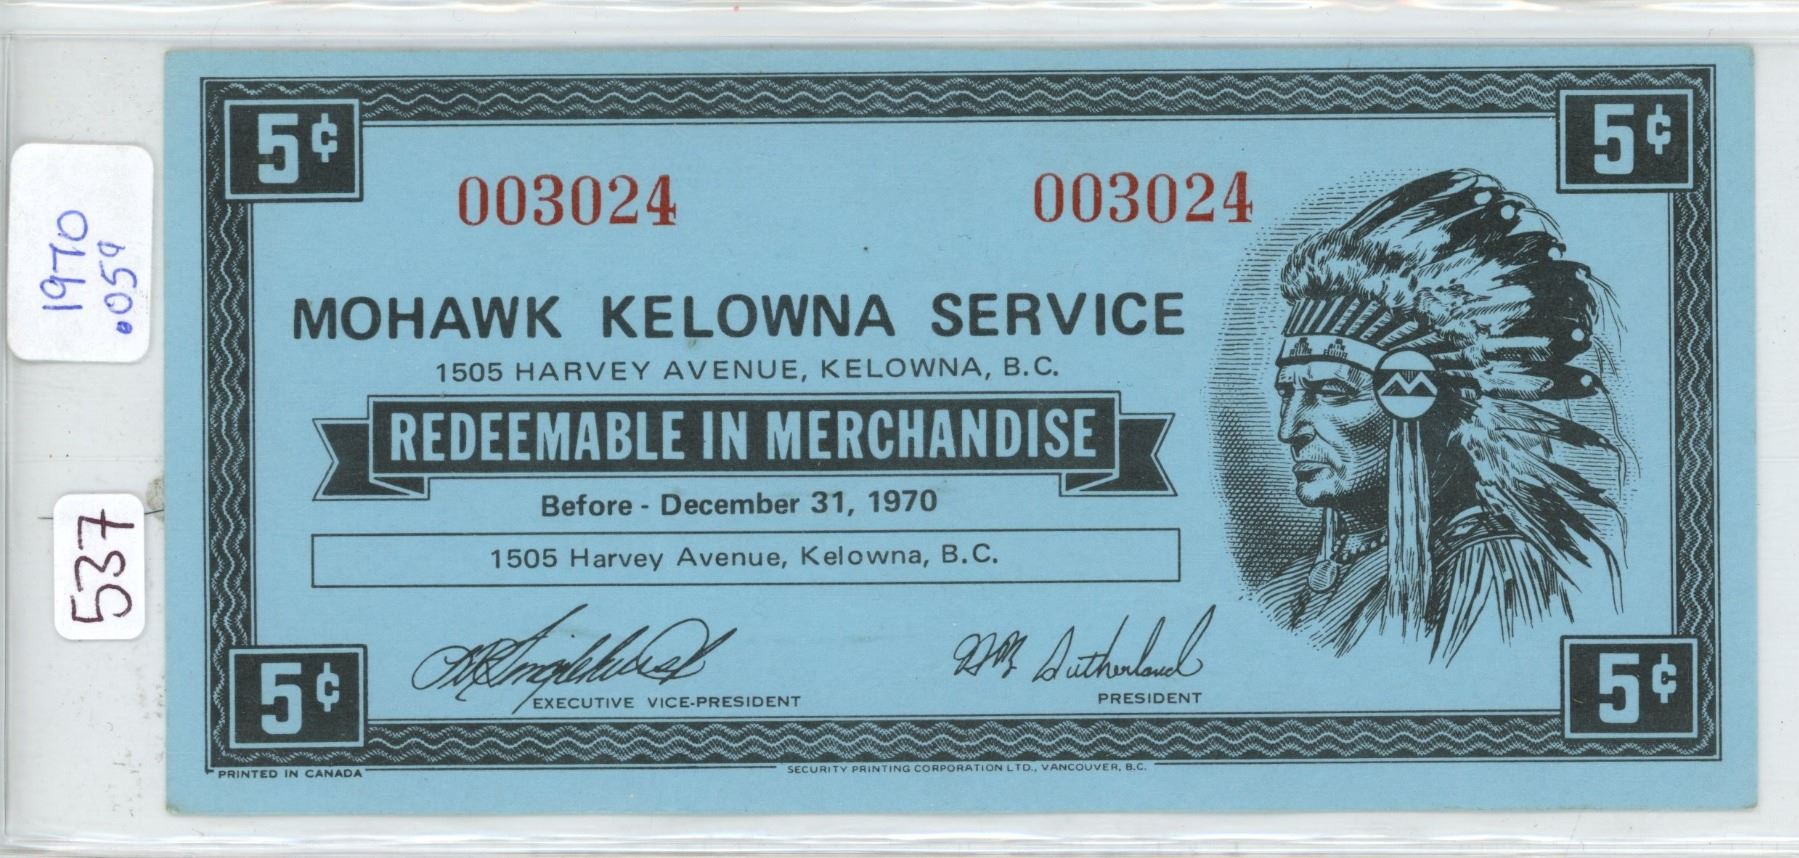 5¢ 5¢
003024 003024
MOHAWK KELOWNA SERVICE
1505 HARVEY AVENUE, KELOWNA, B.C.
REDEEMABLE IN MERCHANDISE
Before - December 31, 1970
1505 Harvey Avenue, Kelowna, B.C.
Sutherland
EXECUTIVE VICE-PRESIDENT PRESIDENT
5¢ 5¢
PRINTED IN CANADA SECURITY PRINTING CORPORATION LTD., VANCOUVER, B.C.
1970
.05¢
537